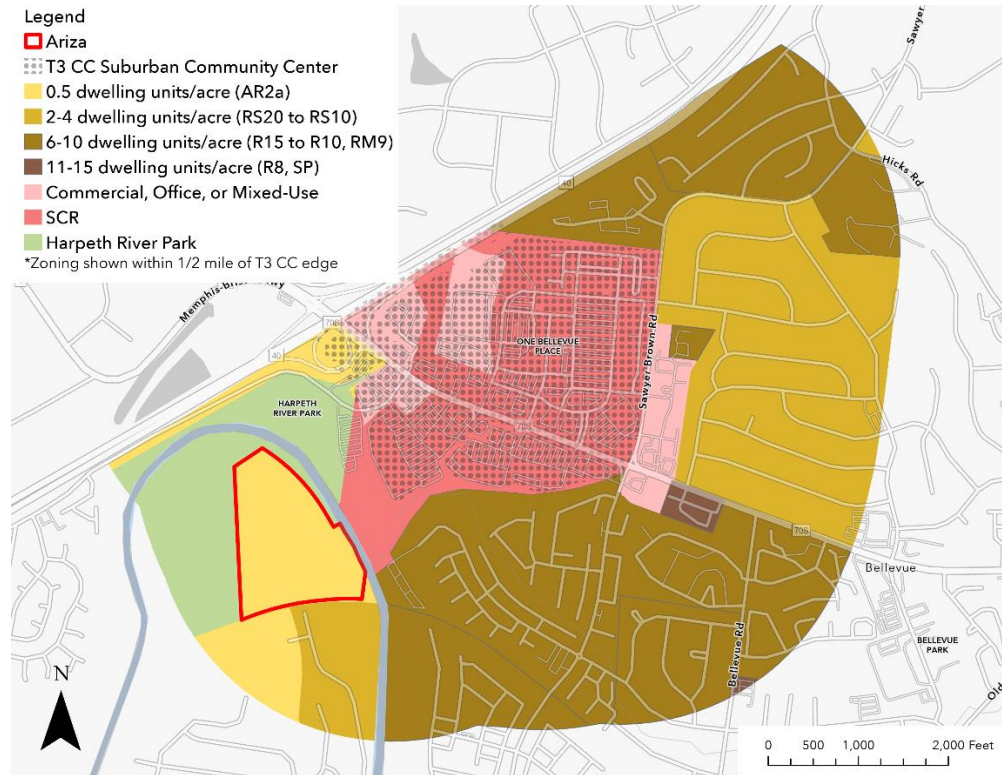 Legend
Ariza
T3 CC Suburban Community Center
0.5 dwelling units/acre (AR2a)
2-4 dwelling units/acre (RS20 to RS10)
6-10 dwelling units/acre (R15 to R10, RM9)
11-15 dwelling units/acre (R8, SP)
Commercial, Office, or Mixed-Use
SCR
Harpeth River Park
*Zoning shown within 1/2 mile of T3 CC edge
Sawyer
Hicks Rd
40
Memphis-
wy
70S
40
ONE BELLEVUE
PLACE
Sawyer Brown Rd
HARPETH
RIVER PARK
70S
70S
Bellevue
Bellevue Rd
BELLEVUE
PARK
Old
N
0 500 1,000 2,000 Feet